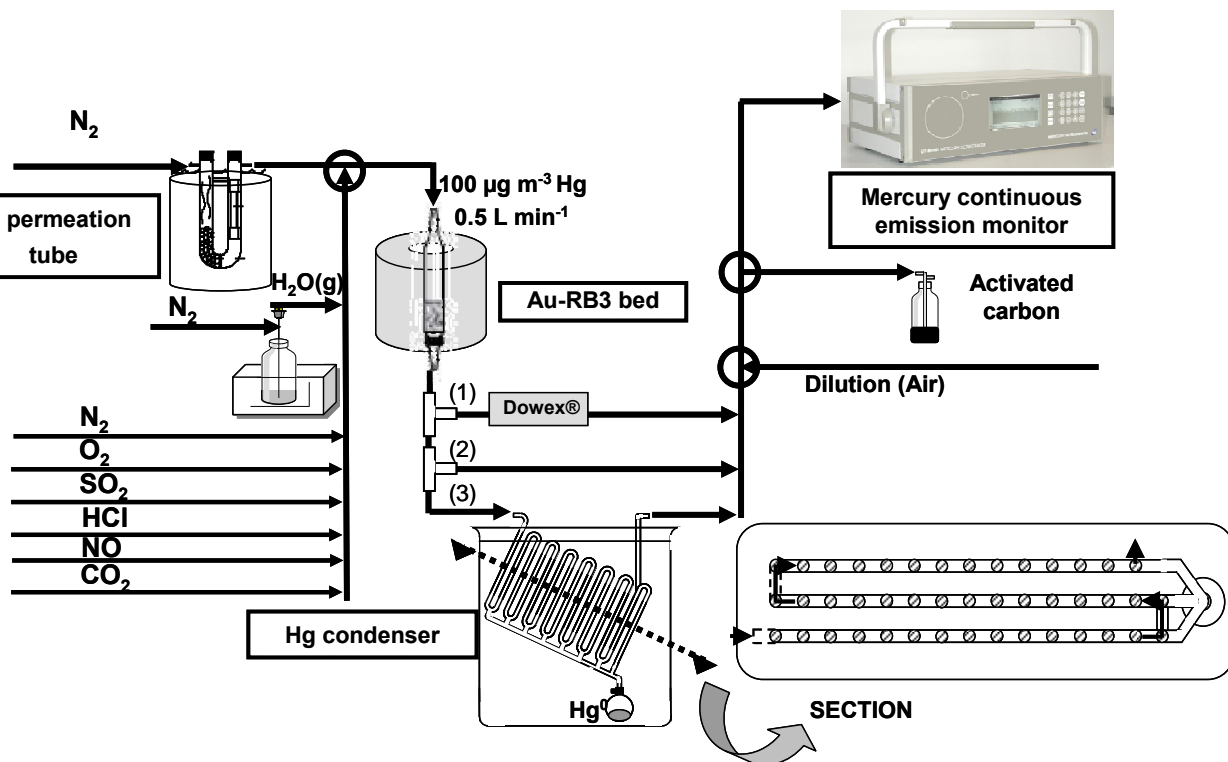 N₂
permeation
tube
H₂O(g)
N₂
N₂
O₂
SO₂
HCl
NO
CO₂
100 µg m⁻³ Hg
0.5 L min⁻¹
Au-RB3 bed
(1)
Dowex®
(2)
(3)
Hg condenser
Hg⁰
Mercury continuous
emission monitor
Activated
carbon
Dilution (Air)
SECTION